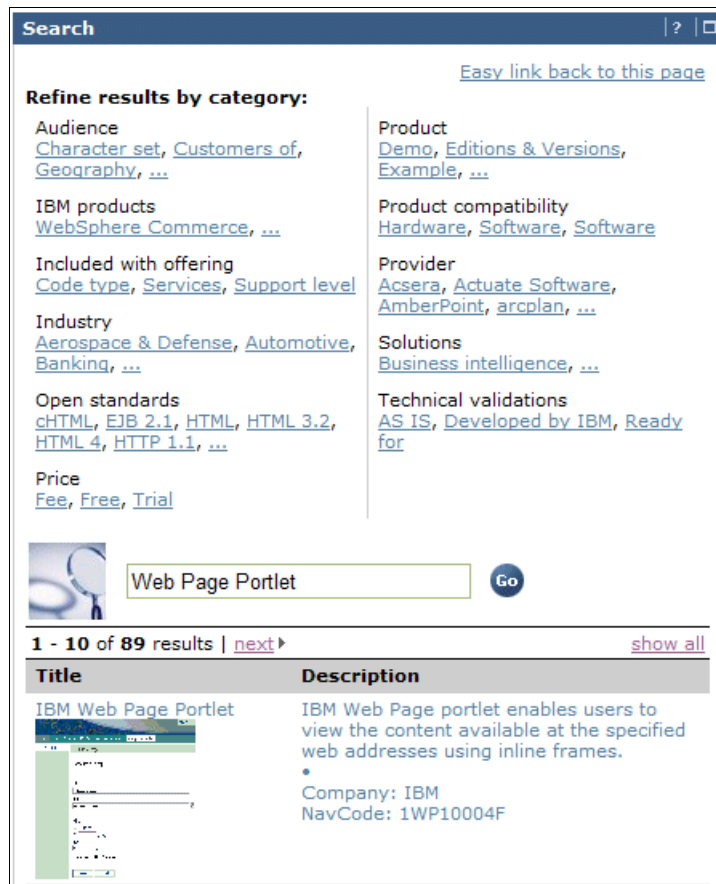 Search
?
Easy link back to this page
Refine results by category:
Audience
Character set, Customers of,
Geography, ...
IBM products
WebSphere Commerce, ...
Included with offering
Code type, Services, Support level
Industry
Aerospace & Defense, Automotive,
Banking, ...
Open standards
cHTML, EJB 2.1, HTML, HTML 3.2,
HTML 4, HTTP 1.1, ...
Price
Fee, Free, Trial
Product
Demo, Editions & Versions,
Example, ...
Product compatibility
Hardware, Software, Software
Provider
Acsera, Actuate Software,
AmberPoint, arcplan, ...
Solutions
Business intelligence, ...
Technical validations
AS IS, Developed by IBM, Ready
for
Web Page Portlet
Go
1 - 10 of 89 results | next
show all
Title Description
IBM Web Page Portlet
IBM Web Page portlet enables users to
view the content available at the specified
web addresses using inline frames.
•
Company: IBM
NavCode: 1WP10004F